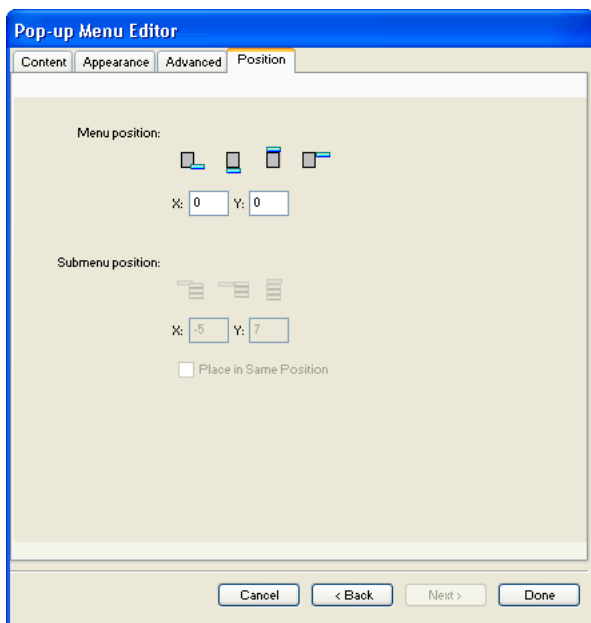 Pop-up Menu Editor
Content Appearance Advanced Position
Menu position:
X: 0 Y: 0
Submenu position:
X: -5 Y: 7
Place in Same Position
Cancel < Back Next > Done